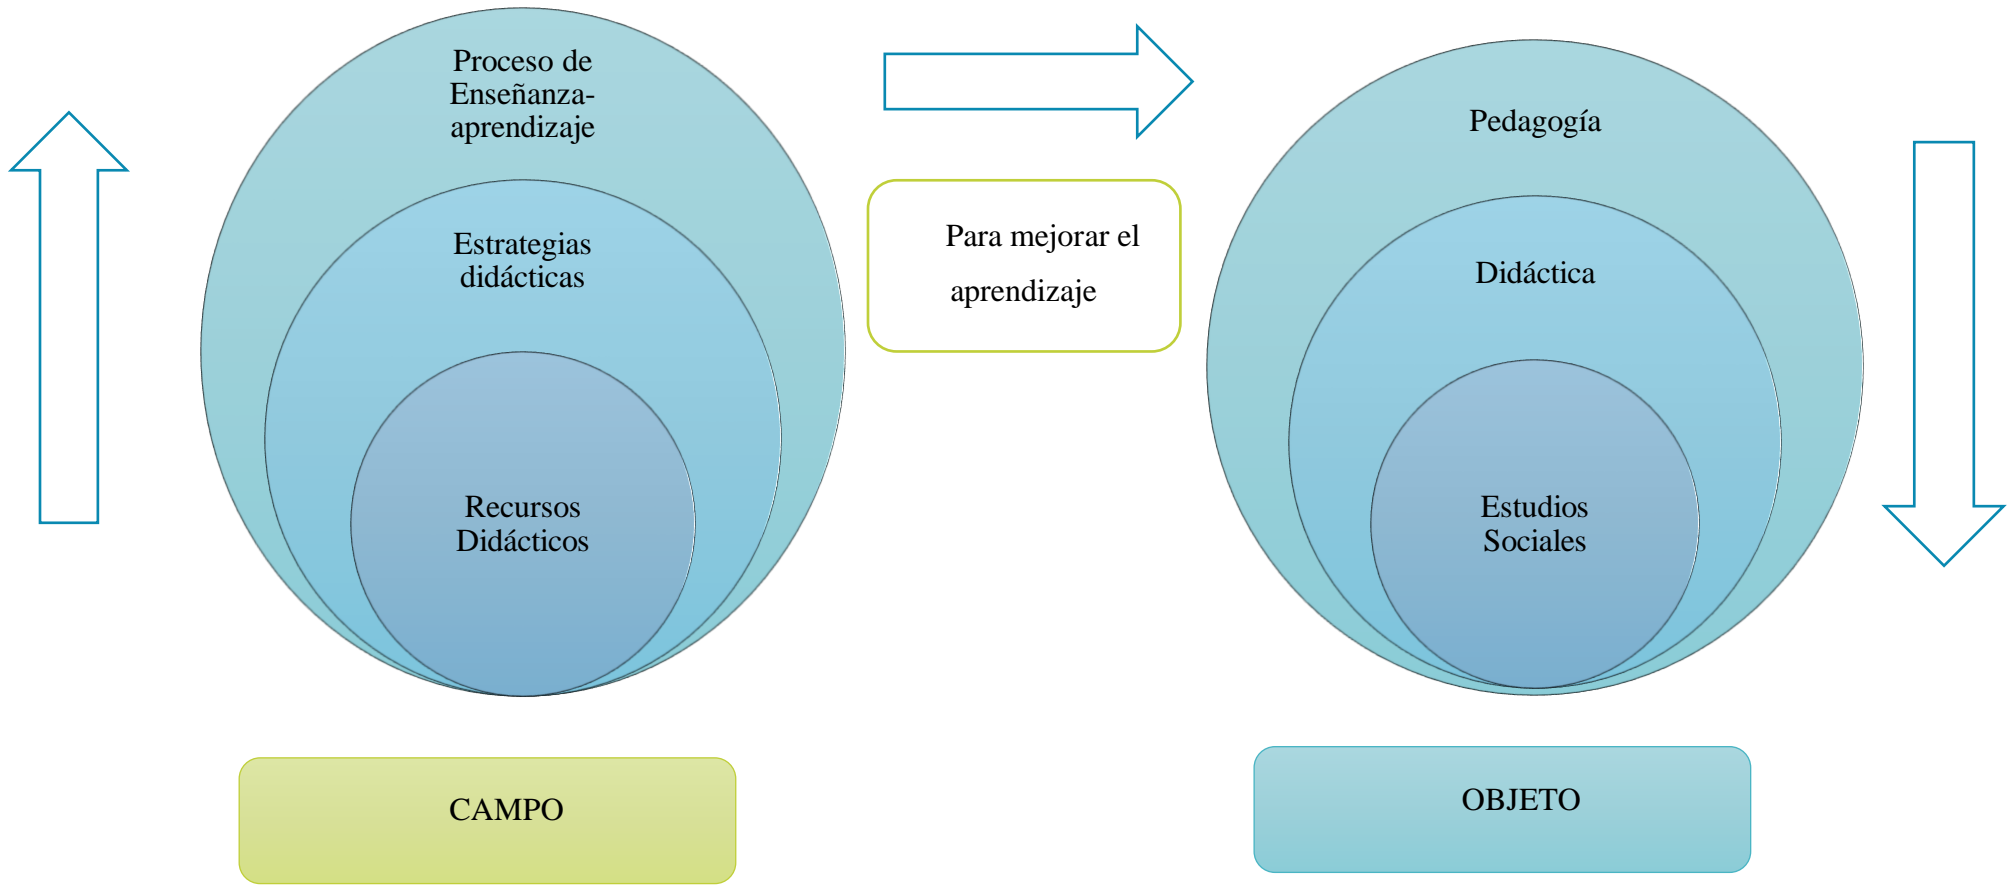 Proceso de
Enseñanza-
aprendizaje
Estrategias
didácticas
Recursos
Didácticos
CAMPO
Para mejorar el
aprendizaje
Pedagogía
Didáctica
Estudios
Sociales
OBJETO